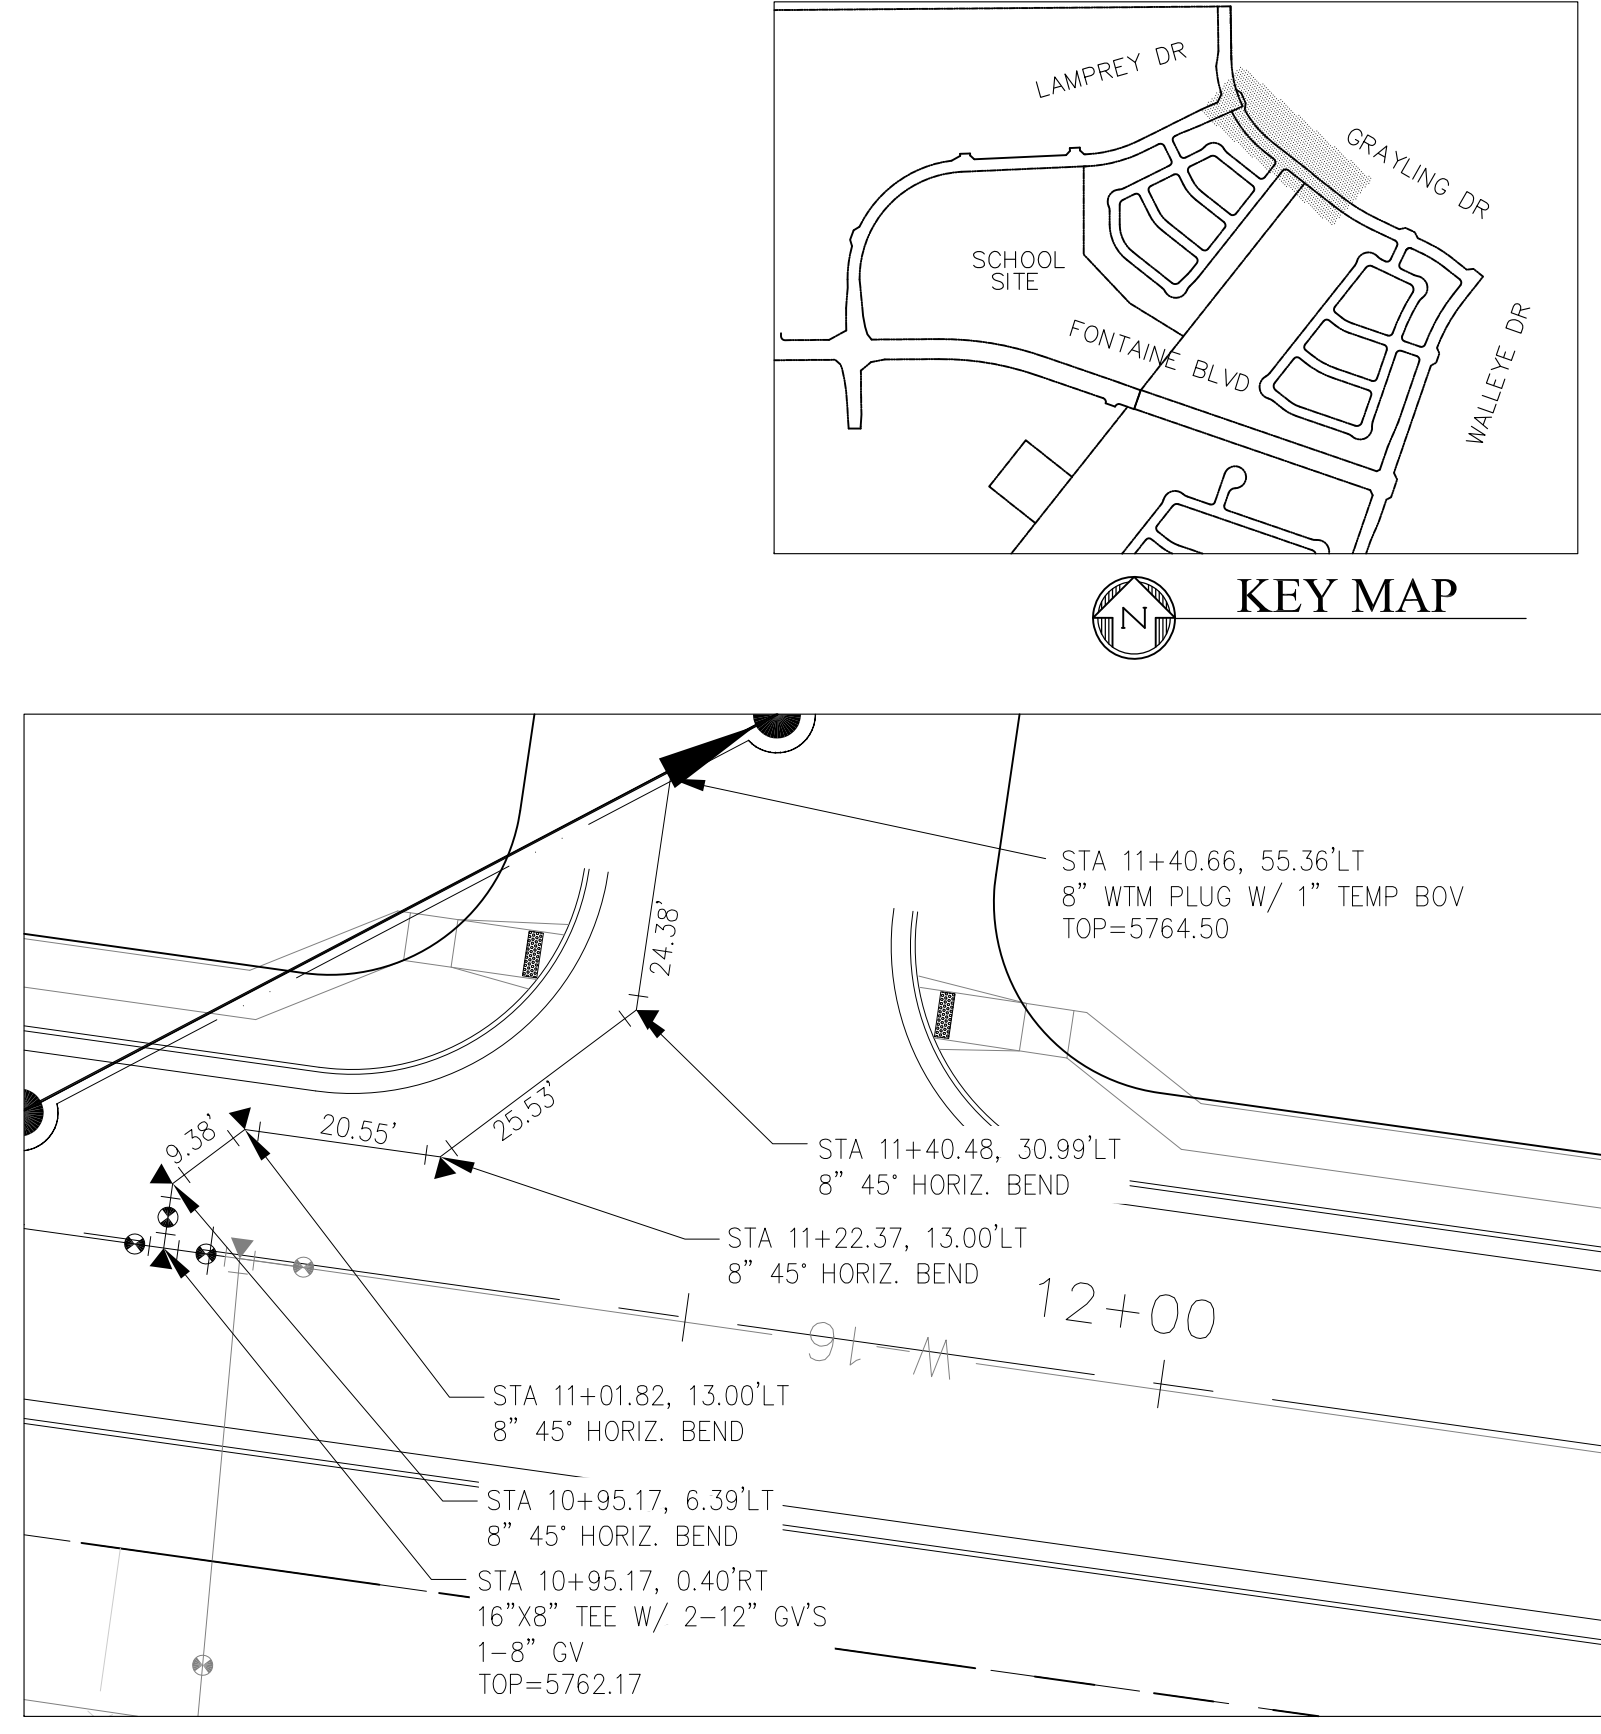 LAMPREY DR
GRAYLING DR
SCHOOL
SITE
FONTAINE BLVD
WALLEYE DR
N
KEY MAP
STA 11+40.66, 55.36'LT
8" WTM PLUG W/ 1" TEMP BOV
TOP=5764.50
24.38'
25.53'
20.55'
9.38'
STA 11+40.48, 30.99'LT
8" 45° HORIZ. BEND
STA 11+22.37, 13.00'LT
8" 45° HORIZ. BEND
12+00
W-16
STA 11+01.82, 13.00'LT
8" 45° HORIZ. BEND
STA 10+95.17, 6.39'LT
8" 45° HORIZ. BEND
STA 10+95.17, 0.40'RT
16"X8" TEE W/ 2-12" GV'S
1-8" GV
TOP=5762.17